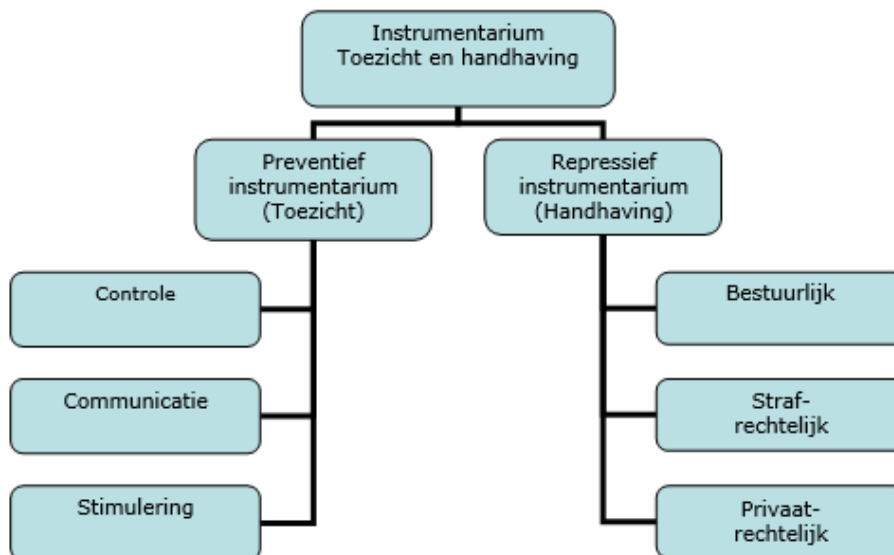 Instrumentarium
Toezicht en handhaving
Preventief
instrumentarium
(Toezicht)
Repressief
instrumentarium
(Handhaving)
Controle
Communicatie
Stimulering
Bestuurlijk
Straf-
rechtelijk
Privaat-
rechtelijk